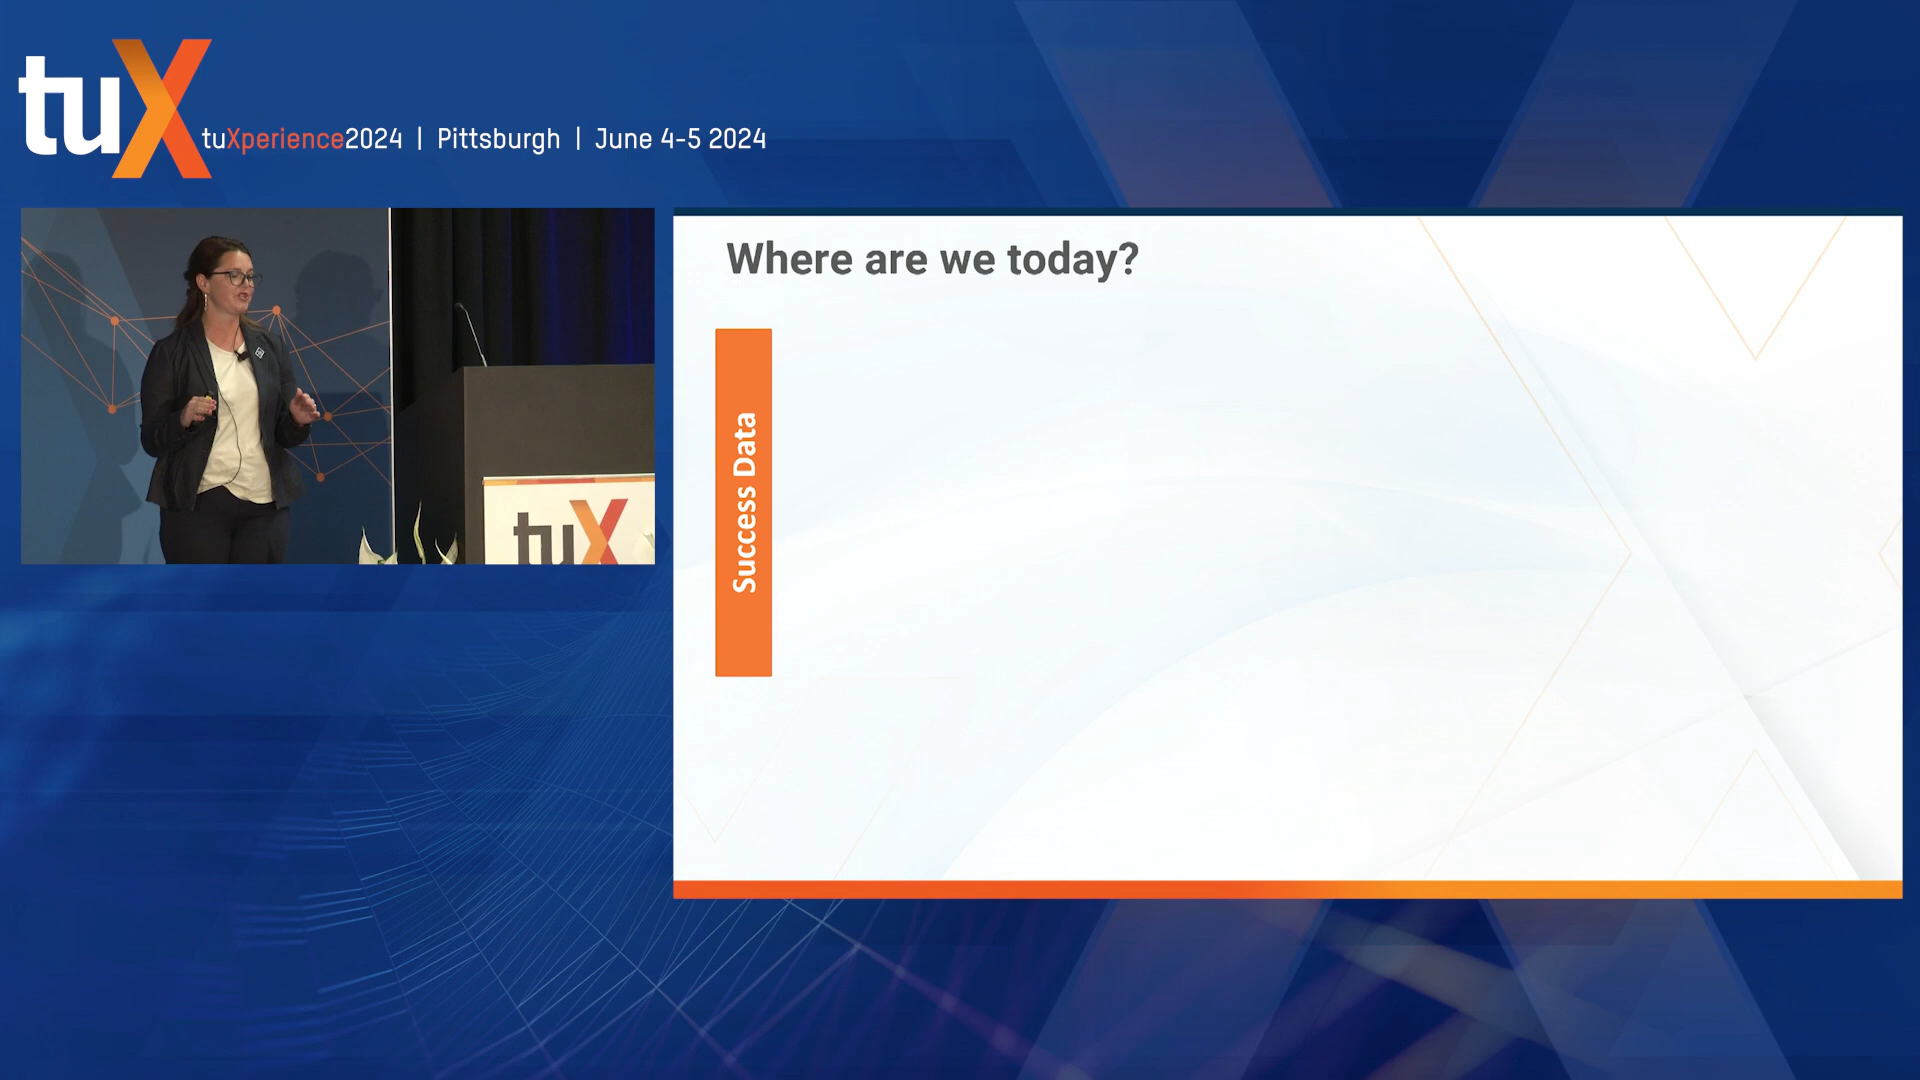 tuX
tuXperience2024 | Pittsburgh | June 4-5 2024
Where are we today?
Success Data
tuX